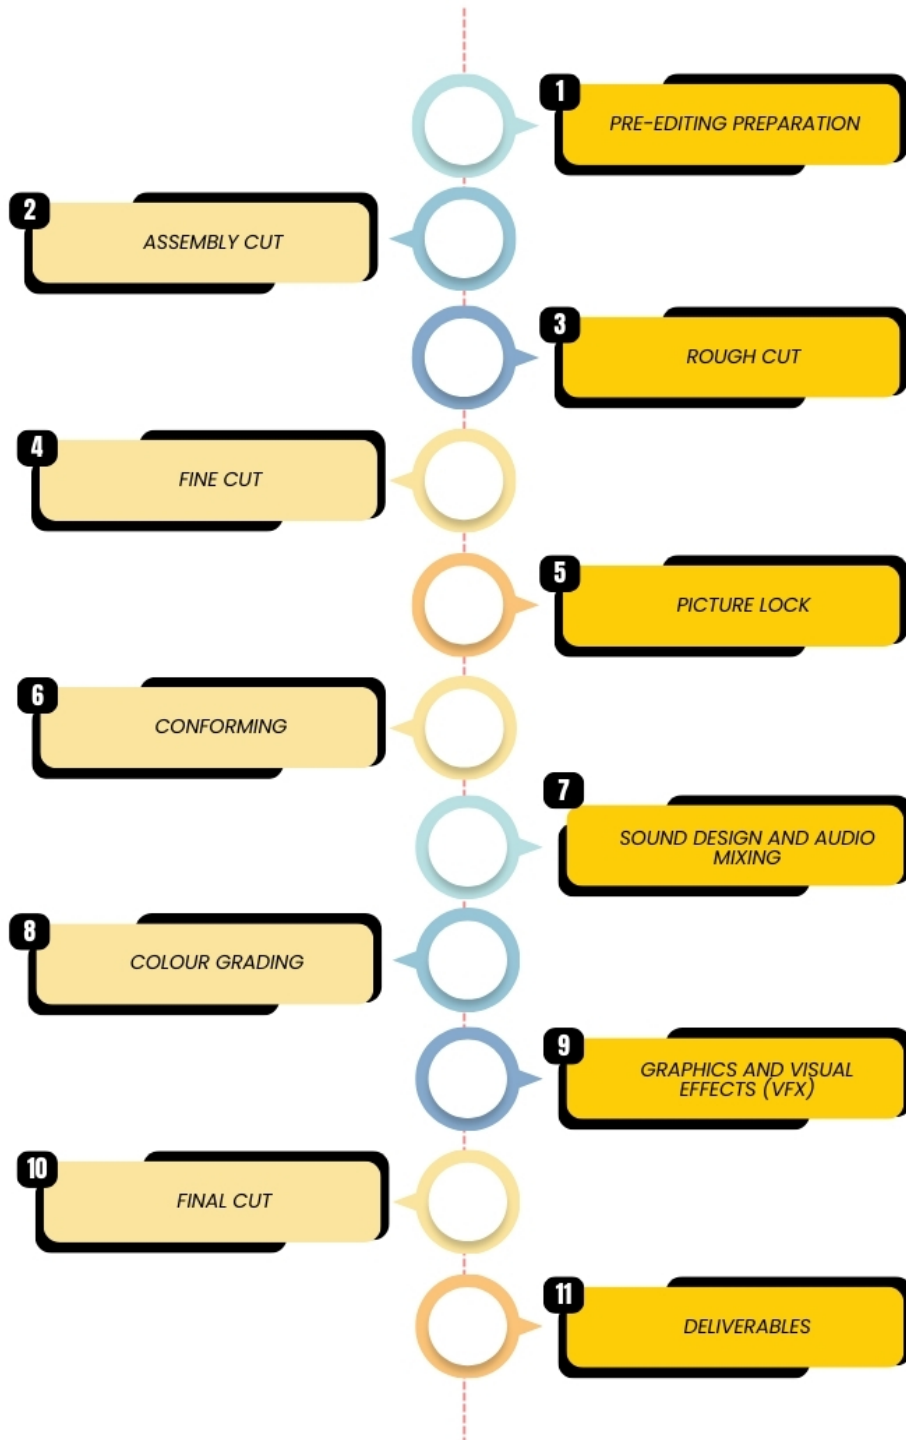 1
PRE-EDITING PREPARATION
2
ASSEMBLY CUT
3
ROUGH CUT
4
FINE CUT
5
PICTURE LOCK
6
CONFORMING
7
SOUND DESIGN AND AUDIO
MIXING
8
COLOUR GRADING
9
GRAPHICS AND VISUAL
EFFECTS (VFX)
10
FINAL CUT
11
DELIVERABLES